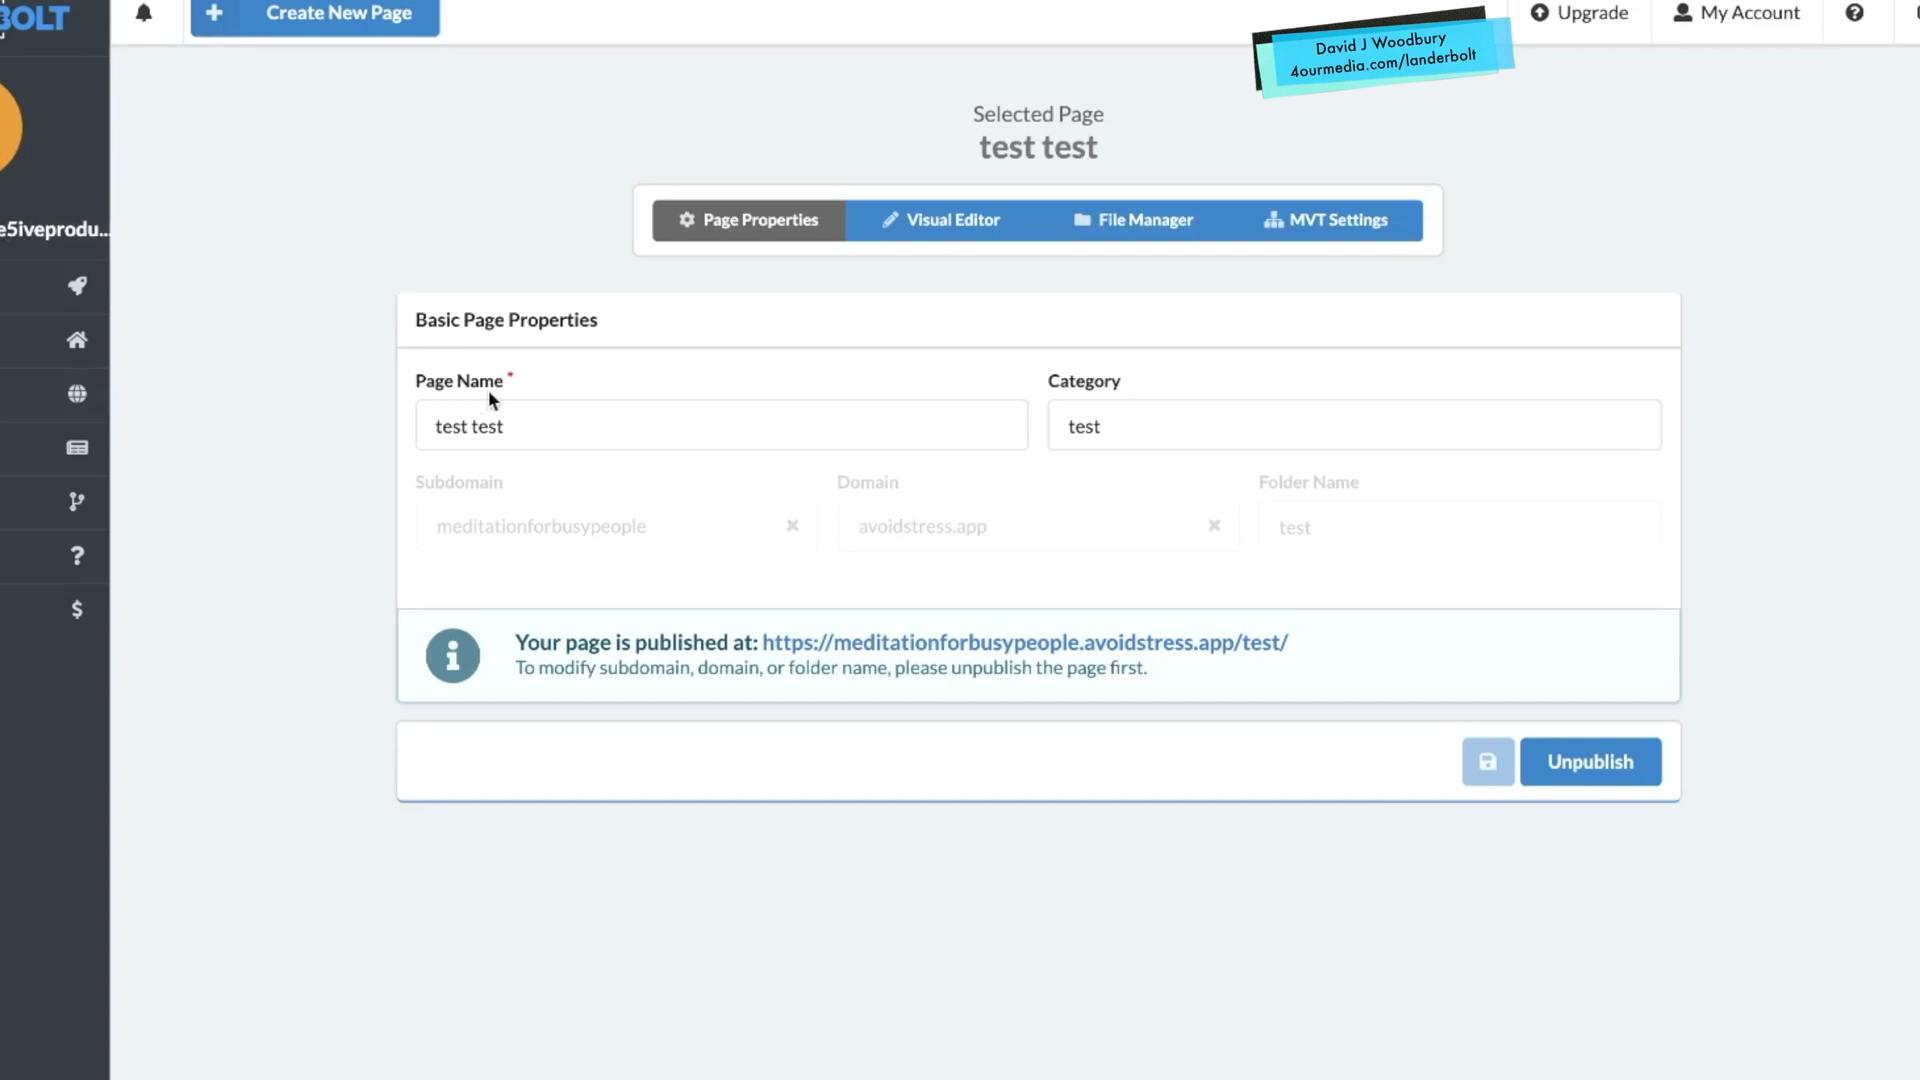 BOLT
Create New Page
David J Woodbury
4ourmedia.com/landerbolt
Upgrade
My Account
e5iveprodu...
Selected Page
test test
Page Properties
Visual Editor
File Manager
MVT Settings
Basic Page Properties
Page Name *
Category
test test
test
Subdomain
Domain
Folder Name
meditationforbusypeople
avoidstress.app
test
Your page is published at: https://meditationforbusypeople.avoidstress.app/test/
To modify subdomain, domain, or folder name, please unpublish the page first.
Unpublish